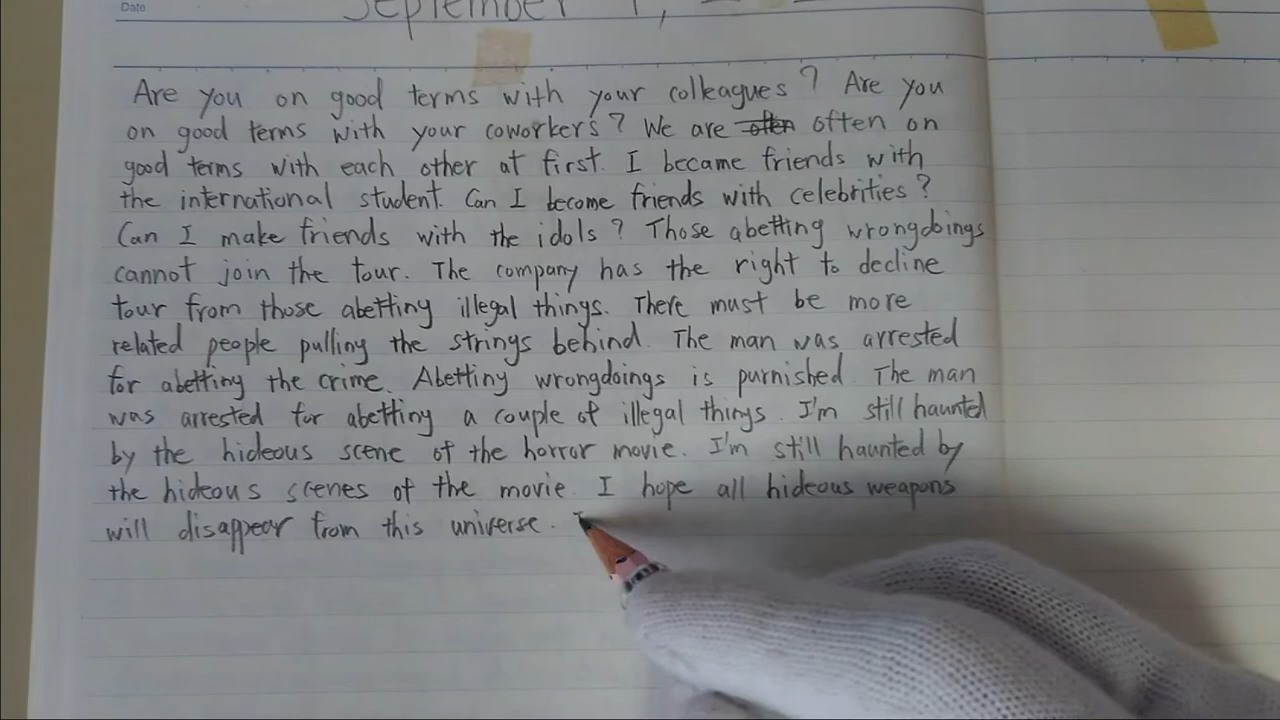 Date
September
Are you on good terms with your colleagues? Are you
on good terms with your coworkers? We are often often on
good terms with each other at first. I became friends with
the international student. Can I become friends with celebrities?
Can I make friends with the idols? Those abetting wrongdoings
cannot join the tour. The company has the right to decline
tour from those abetting illegal things. There must be more
related people pulling the strings behind. The man was arrested
for abetting the crime. Abetting wrongdoings is purnished. The man
was arrested for abetting a couple of illegal things. I'm still haunted
by the hideous scene of the horror movie. I'm still haunted by
the hideous scenes of the movie. I hope all hideous weapons
will disappear from this universe.